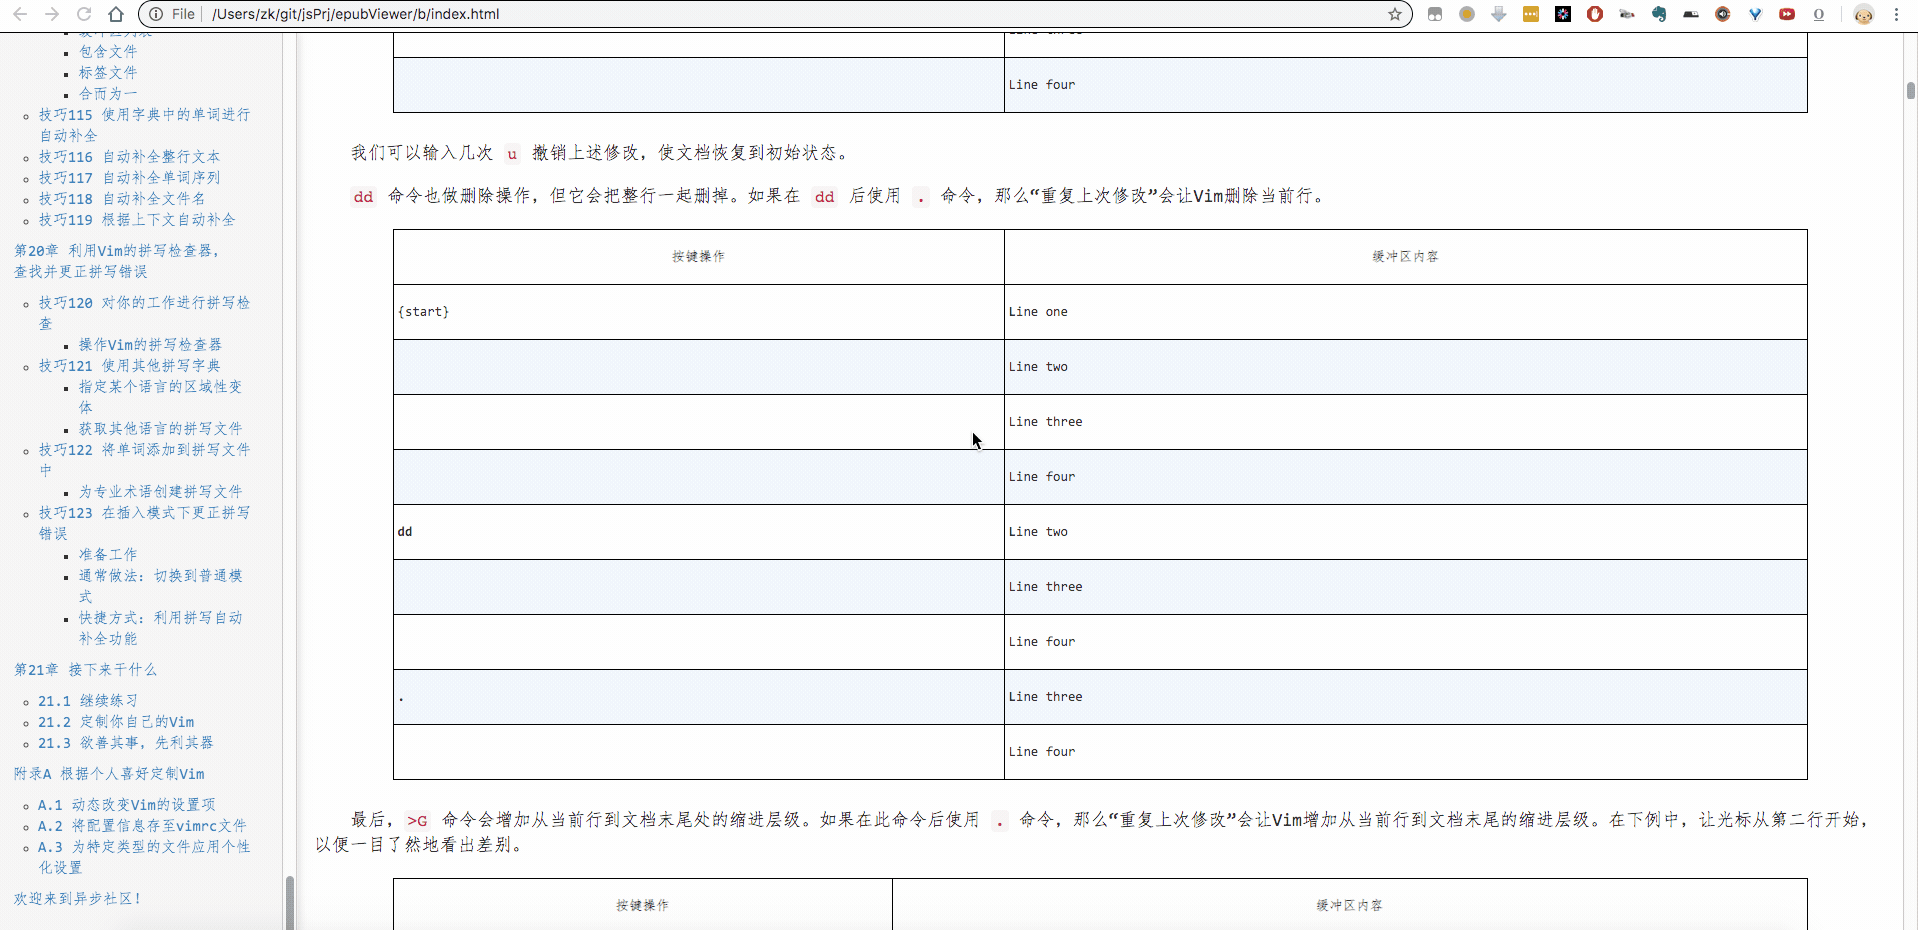 File
/Users/zk/git/jsPrj/epubViewer/b/index.html
包含文件
标签文件
合而为一
技巧115 使用字典中的单词进行
自动补全
技巧116 自动补全整行文本
技巧117 自动补全单词序列
技巧118 自动补全文件名
技巧119 根据上下文自动补全
第20章 利用Vim的拼写检查器，
查找并更正拼写错误
技巧120 对你的工作进行拼写检
查
操作Vim的拼写检查器
技巧121 使用其他拼写字典
指定某个语言的区域性变
体
获取其他语言的拼写文件
技巧122 将单词添加到拼写文件
中
为专业术语创建拼写文件
技巧123 在插入模式下更正拼写
错误
准备工作
通常做法：切换到普通模
式
快捷方式：利用拼写自动
补全功能
第21章 接下来干什么
21.1 继续练习
21.2 定制你自己的Vim
21.3 欲善其事，先利其器
附录A 根据个人喜好定制Vim
A.1 动态改变Vim的设置项
A.2 将配置信息存至vimrc文件
A.3 为特定类型的文件应用个性
化设置
欢迎来到异步社区！
Line three
Line four
我们可以输入几次 u 撤销上述修改，使文档恢复到初始状态。
dd 命令也做删除操作，但它会把整行一起删掉。如果在 dd 后使用 . 命令，那么“重复上次修改”会让Vim删除当前行。
按键操作 缓冲区内容
{start} Line one
Line two
Line three
Line four
dd Line two
Line three
Line four
. Line three
Line four
最后，>G 命令会增加从当前行到文档末尾处的缩进层级。如果在此命令后使用 . 命令，那么“重复上次修改”会让Vim增加从当前行到文档末尾的缩进层级。在下例中，让光标从第二行开始，
以便一目了然地看出差别。
按键操作 缓冲区内容